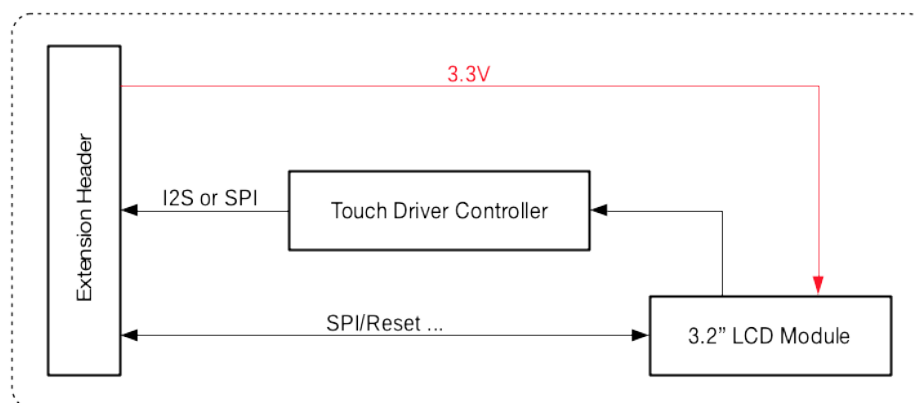 3.3V
Extension Header
I2S or SPI
Touch Driver Controller
SPI/Reset ...
3.2” LCD Module